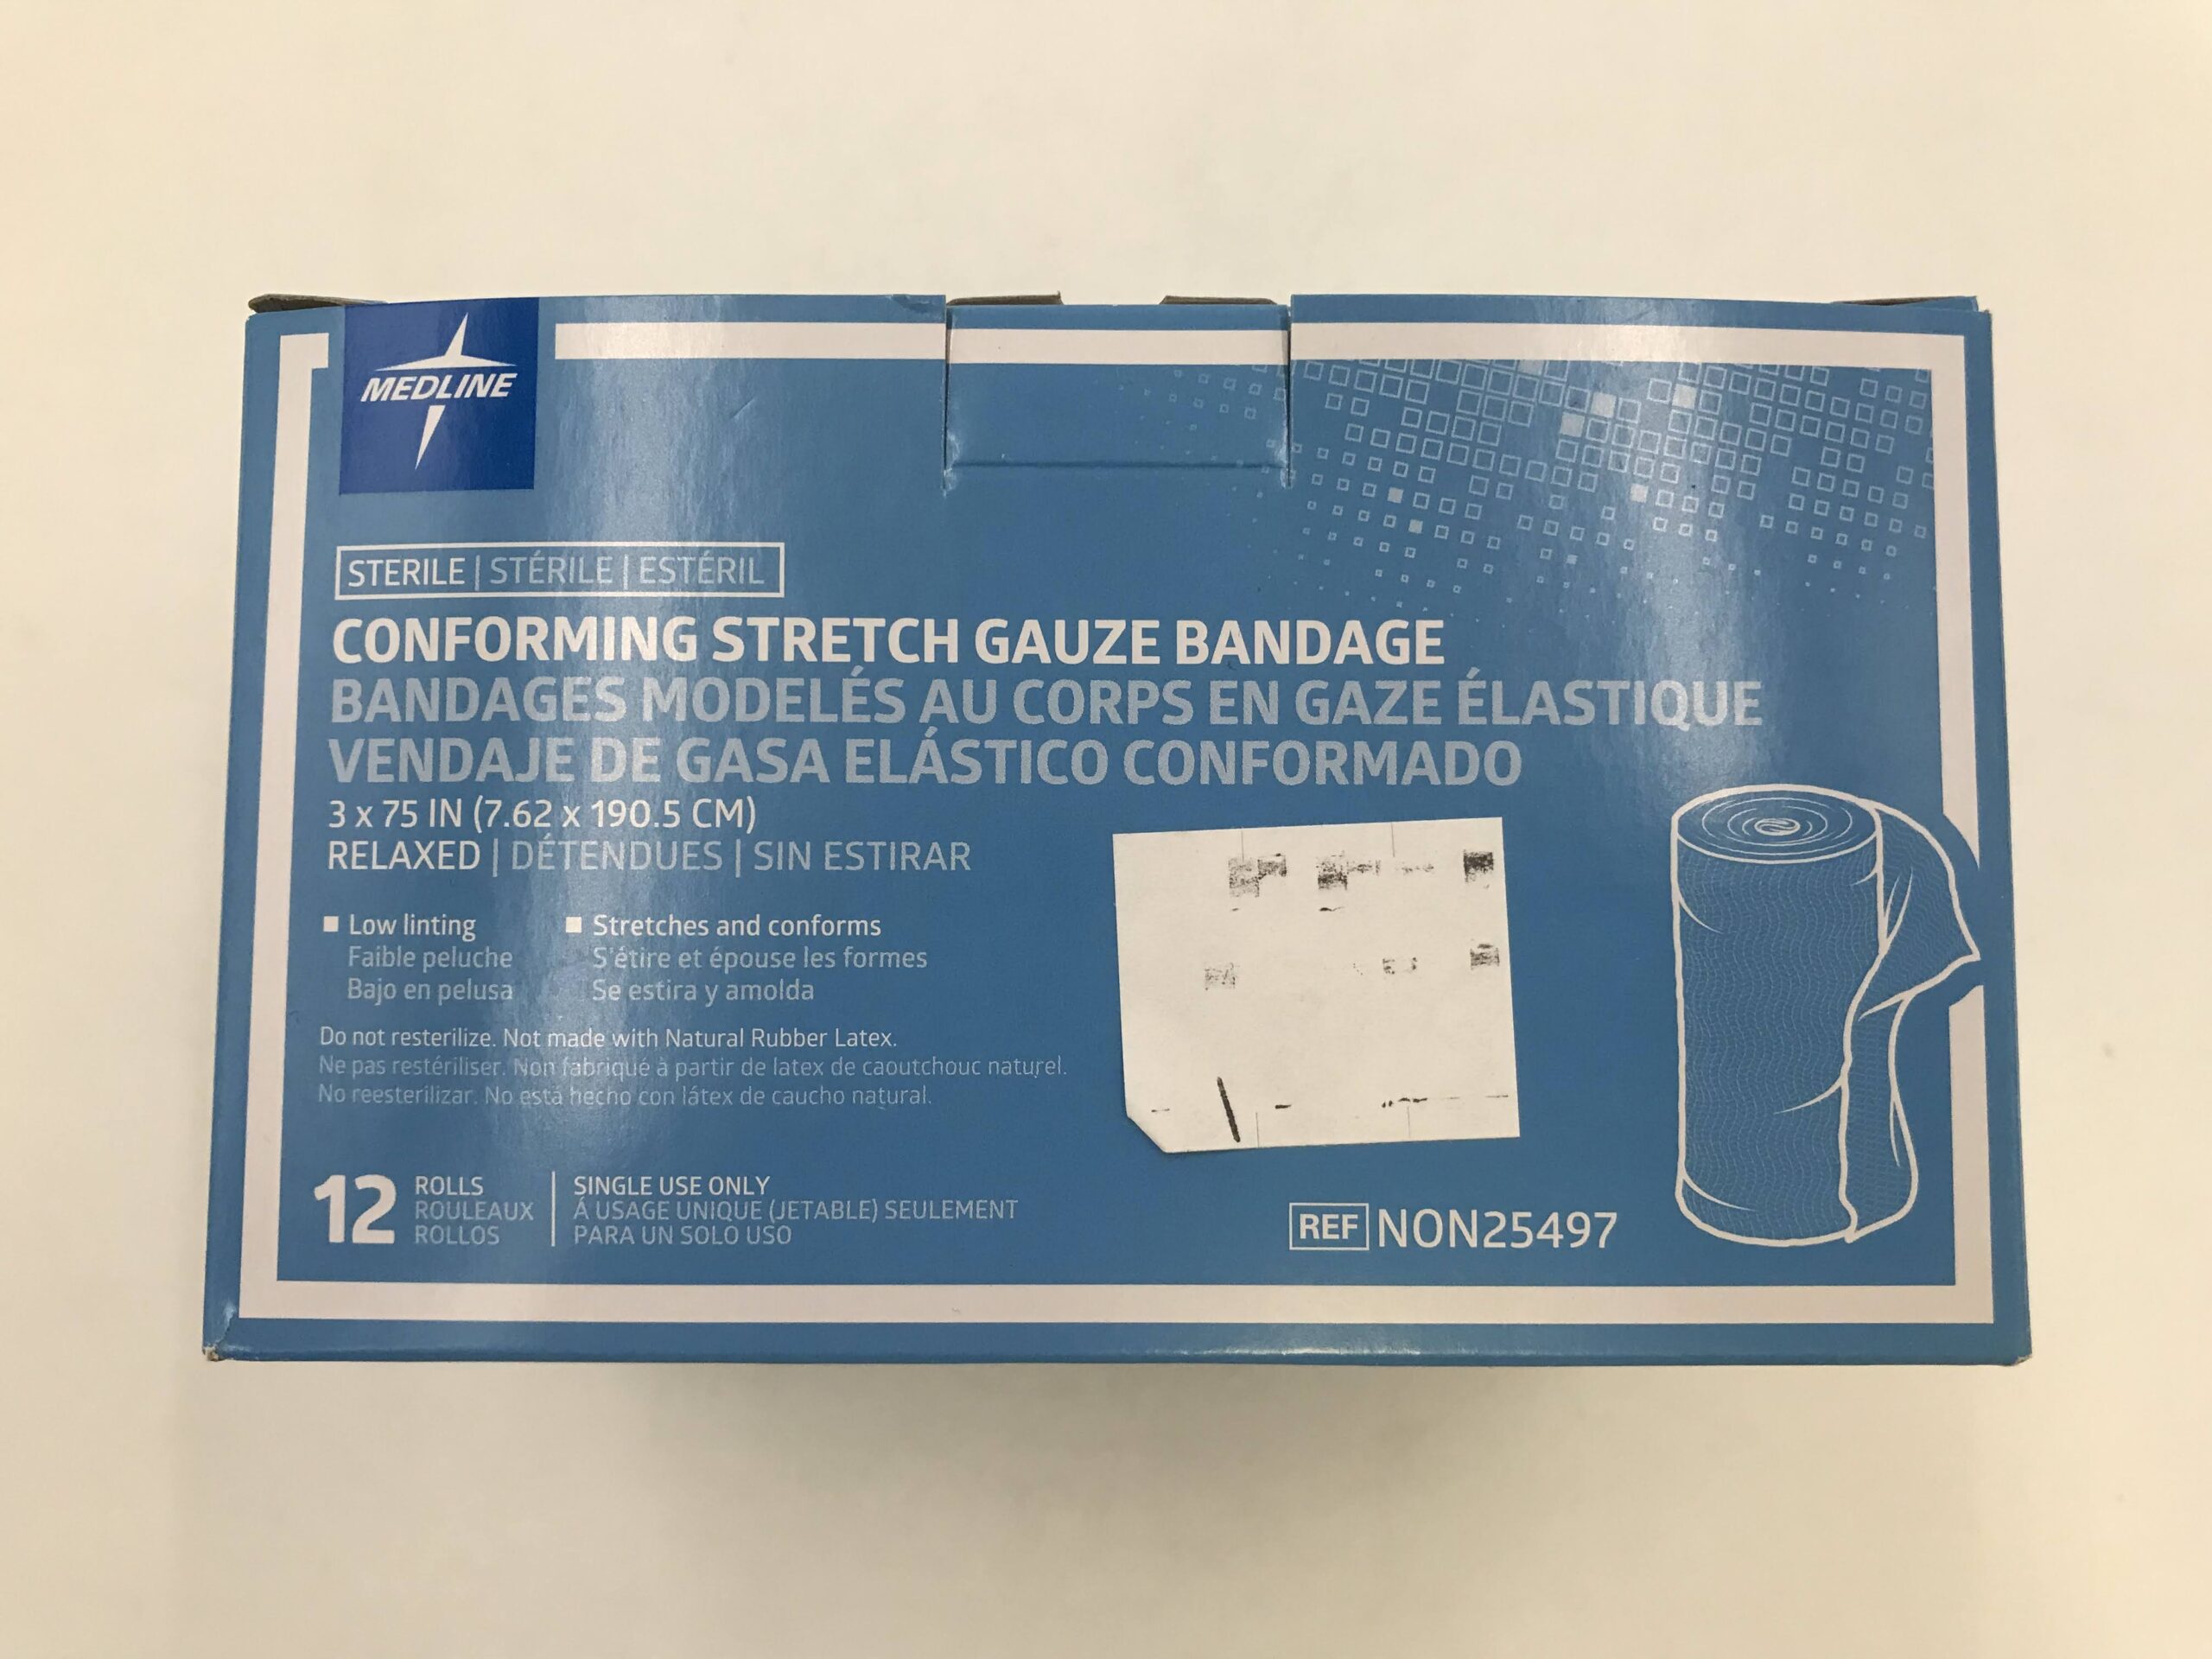 MEDLINE
STERILE | STÉRILE | ESTÉRIL
CONFORMING STRETCH GAUZE BANDAGE
BANDAGES MODELÉS AU CORPS EN GAZE ÉLASTIQUE
VENDAJE DE GASA ELÁSTICO CONFORMADO
3 x 75 IN (7.62 x 190.5 CM)
RELAXED | DÉTENDUES | SIN ESTIRAR
■ Low linting
Faible peluche
Bajo en pelusa
■ Stretches and conforms
S'étire et épouse les formes
Se estira y amolda
Do not resterilize. Not made with Natural Rubber Latex.
Ne pas restériliser. Non fabriqué à partir de latex de caoutchouc naturel.
No reesterilizar. No está hecho con látex de caucho natural.
12
ROLLS
ROULEAUX
ROLLOS
SINGLE USE ONLY
Á USAGE UNIQUE (JETABLE) SEULEMENT
PARA UN SOLO USO
REF NON25497